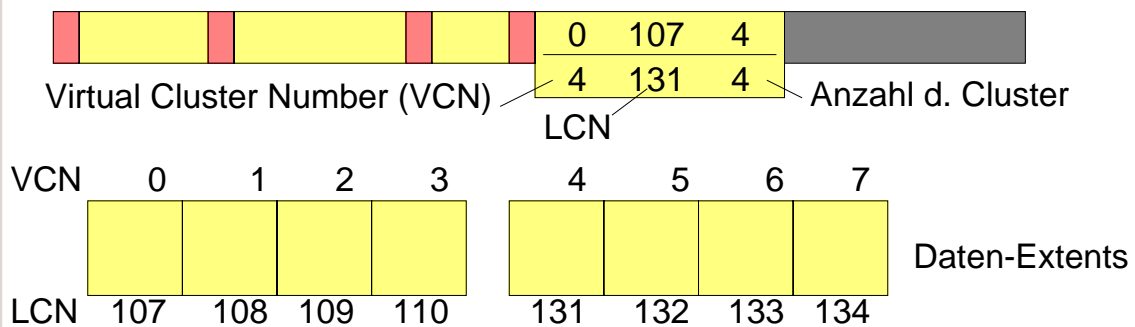 0 107 4
4 131 4
Virtual Cluster Number (VCN)
Anzahl d. Cluster
LCN
VCN 0 1 2 3 4 5 6 7
Daten-Extents
LCN 107 108 109 110 131 132 133 134